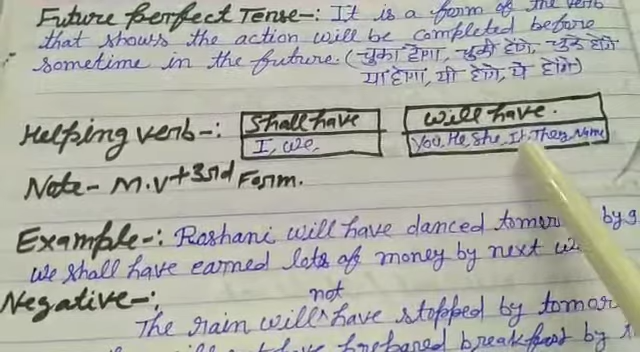 Future Perfect Tense-: It is a form of the verb
that shows the action will be completed before
sometime in the future. (चुका होगा, चुकी होंगे, चुके होंगे
या होगा, यी होंगे, ये होंगे)
Helping verb-: Shall have will have.
I, We, You, He, She, It, They, Name
Note- M.V + 3rd Form.
Example-: Roshani will have danced
we shall have earned lots of money by next
Negative-:
not
The rain will ^ have stopped by
have prepared breakfast by